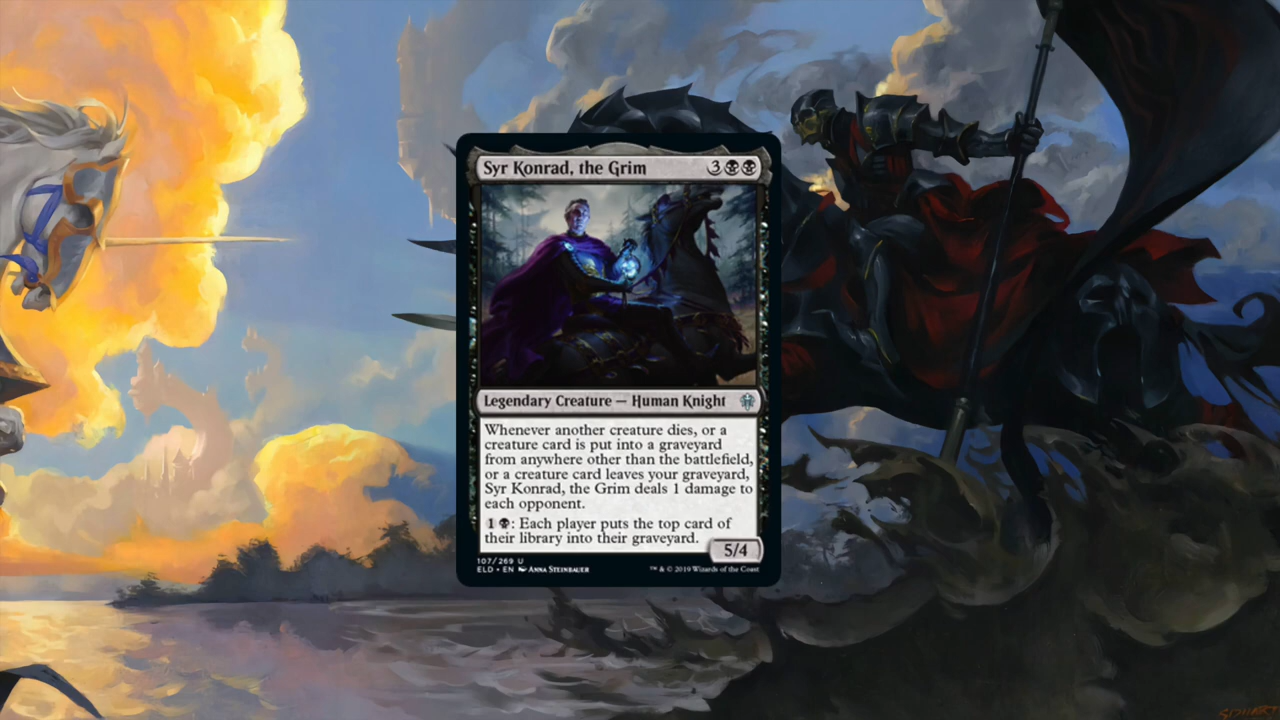 Syr Konrad, the Grim 3
Legendary Creature — Human Knight
Whenever another creature dies, or a
creature card is put into a graveyard
from anywhere other than the battlefield,
or a creature card leaves your graveyard,
Syr Konrad, the Grim deals 1 damage to
each opponent.
1 : Each player puts the top card of
their library into their graveyard.
5/4
107/269 U
ELD • EN ANNA STEINBAUER
™ & © 2019 Wizards of the Coast